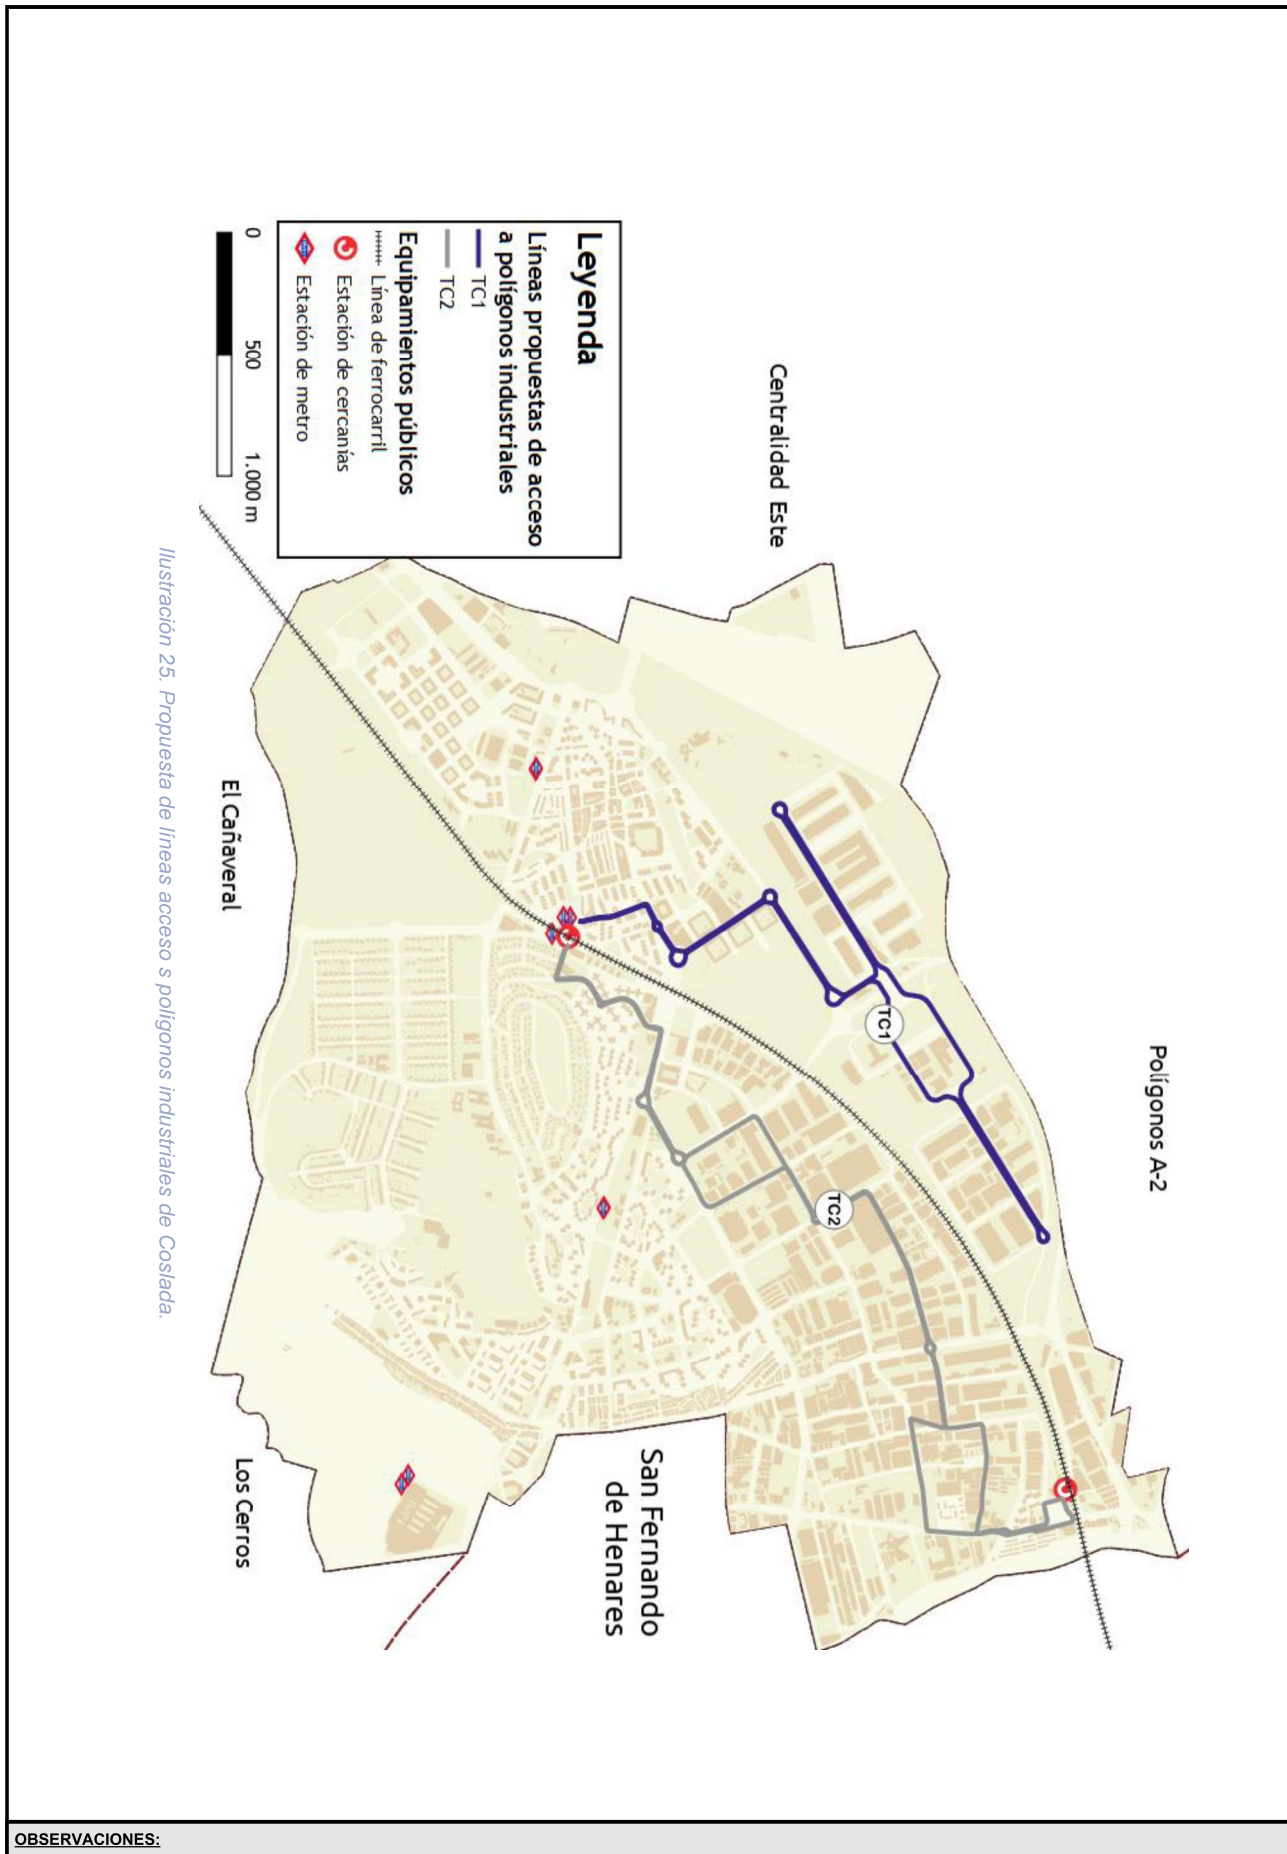 Polígonos A-2
Centralidad Este
TC1
TC2
San Fernando
de Henares
El Cañaveral
Los Cerros
Leyenda
Líneas propuestas de acceso
a polígonos industriales
TC1
TC2
Equipamientos públicos
Línea de ferrocarril
Estación de cercanías
Estación de metro
0 500 1.000 m
Ilustración 25. Propuesta de líneas acceso s polígonos industriales de Coslada.
OBSERVACIONES: